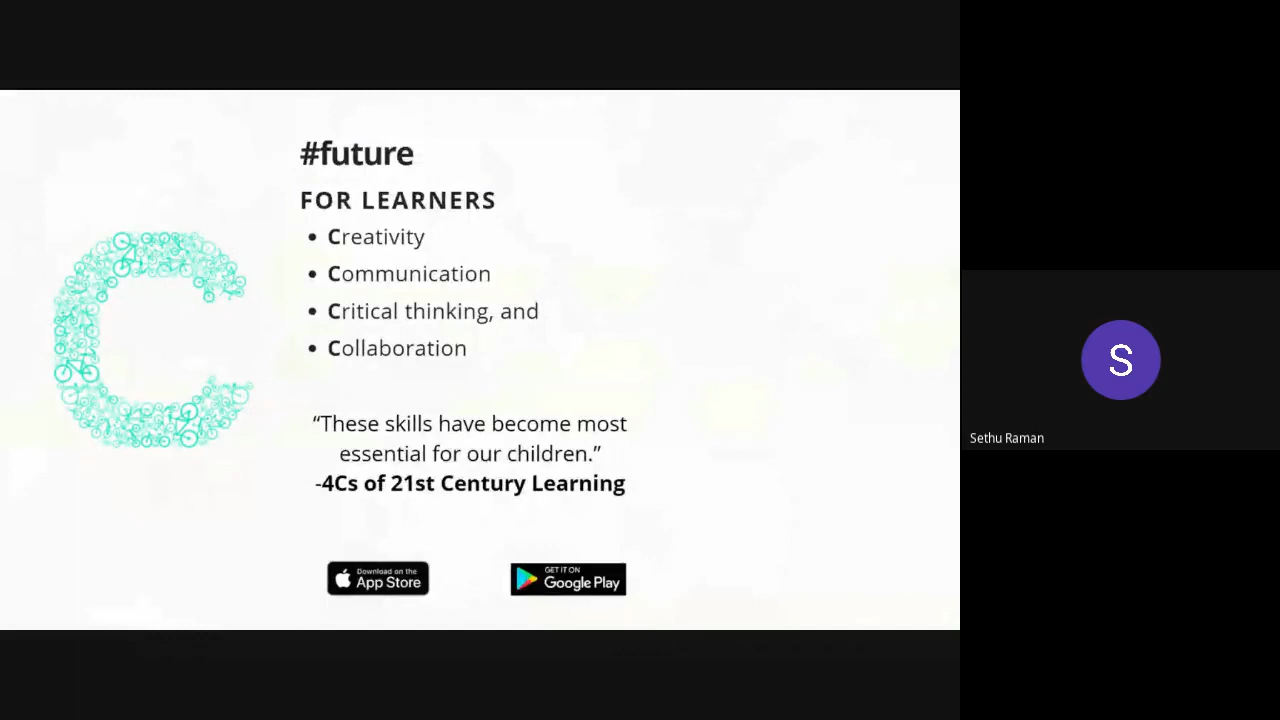 #future
FOR LEARNERS
• Creativity
• Communication
• Critical thinking, and
• Collaboration
“These skills have become most
essential for our children.”
-4Cs of 21st Century Learning
Download on the
App Store
GET IT ON
Google Play
C
S
Sethu Raman